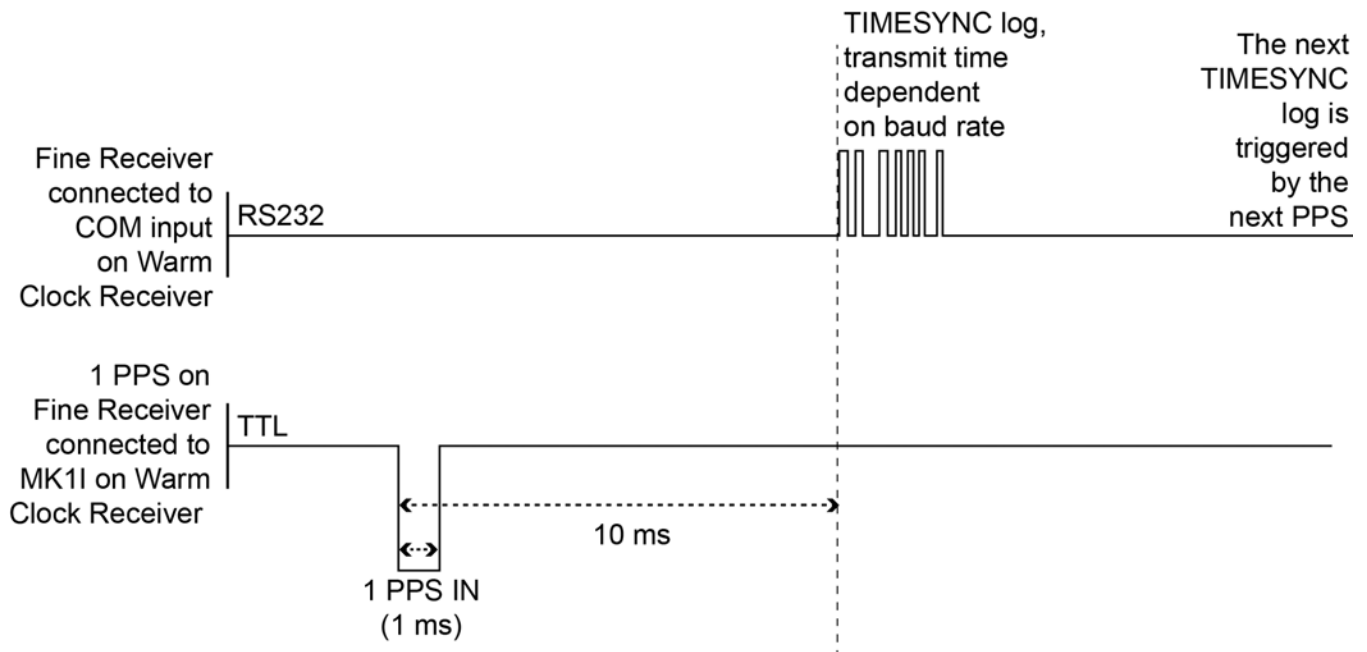 TIMESYNC log,
transmit time
dependent
on baud rate
The next
TIMESYNC
log is
triggered
by the
next PPS
Fine Receiver
connected to
COM input
on Warm
Clock Receiver
RS232
1 PPS on
Fine Receiver
connected to
MK1I on Warm
Clock Receiver
TTL
10 ms
1 PPS IN
(1 ms)